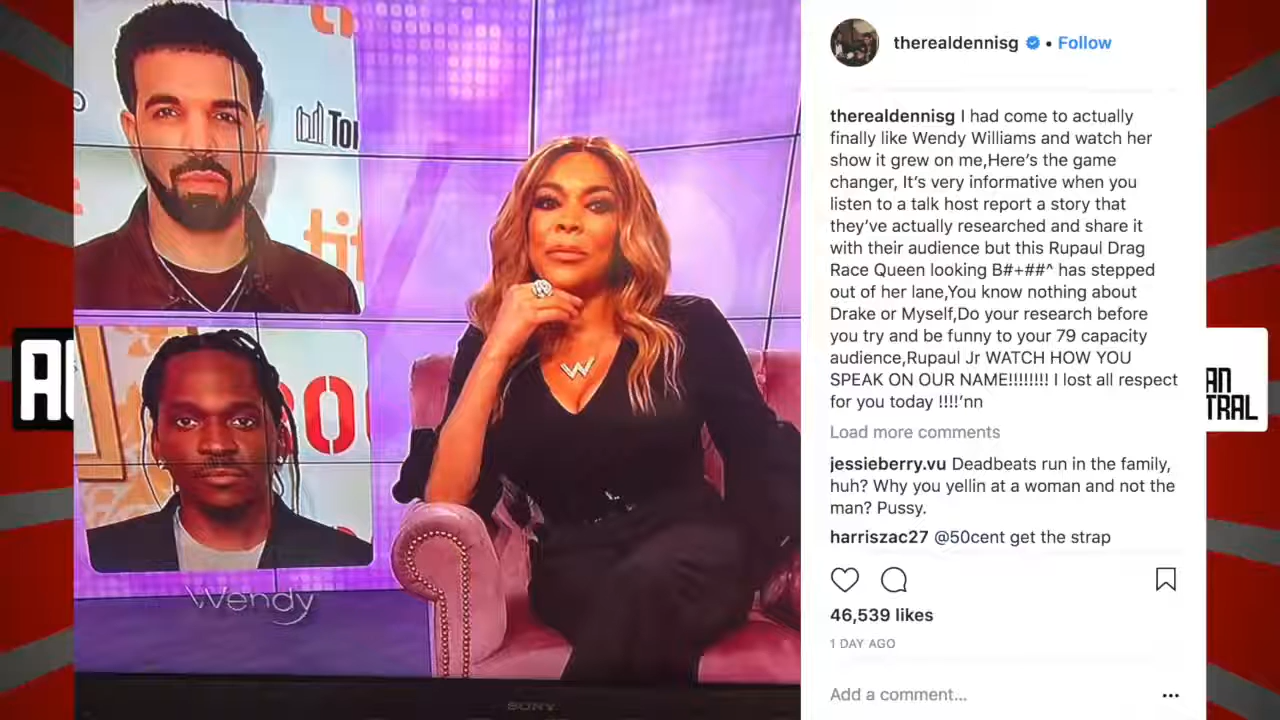 Tor
tiff
O
Wendy
W
SONY
A
AN
TRAL
therealdennisg • Follow
therealdennisg I had come to actually
finally like Wendy Williams and watch her
show it grew on me,Here’s the game
changer, It’s very informative when you
listen to a talk host report a story that
they’ve actually researched and share it
with their audience but this Rupaul Drag
Race Queen looking B#+##^ has stepped
out of her lane,You know nothing about
Drake or Myself,Do your research before
you try and be funny to your 79 capacity
audience,Rupaul Jr WATCH HOW YOU
SPEAK ON OUR NAME!!!!!!!! I lost all respect
for you today !!!!’nn
Load more comments
jessieberry.vu Deadbeats run in the family,
huh? Why you yellin at a woman and not the
man? Pussy.
harriszac27 @50cent get the strap
46,539 likes
1 DAY AGO
Add a comment...